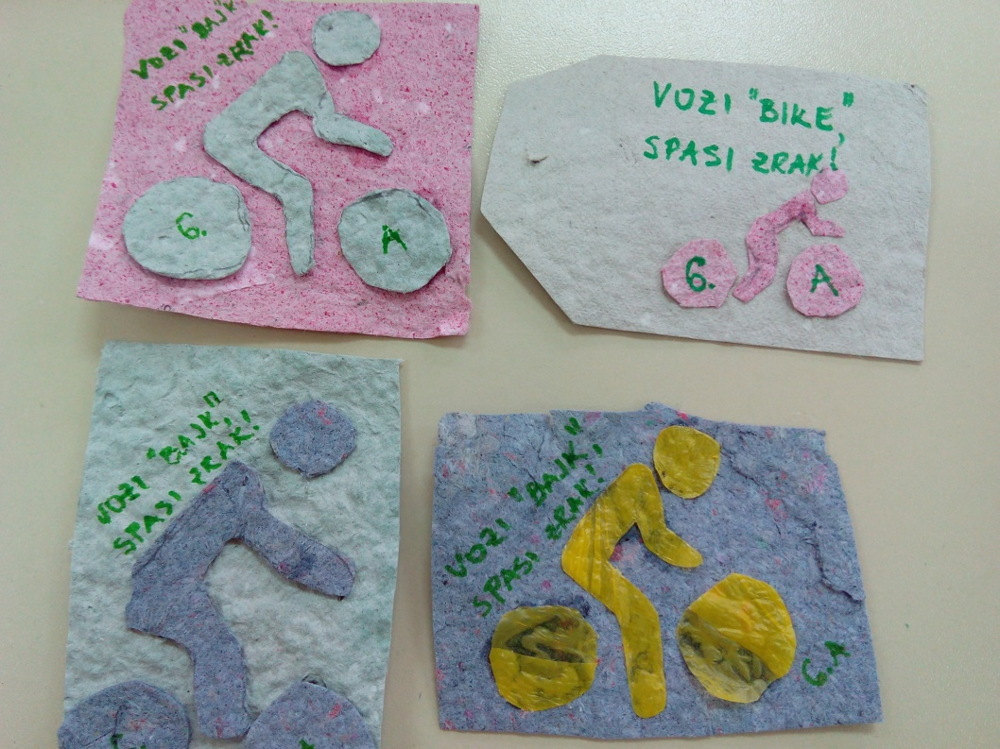 VOZI "BAJK"
SPASI ZRAK!
6.
A
VOZI "BIKE",
SPASI ZRAK!
6.
A
VOZI "BAJK",
SPASI ZRAK!
VOZI "BAJK",
SPASI ZRAK!
6.A